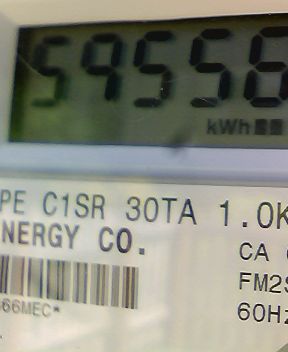 59556
kWh
PE C1SR 30TA 1.0K
NERGY CO.
CA
FM2S
60Hz
66MEC*